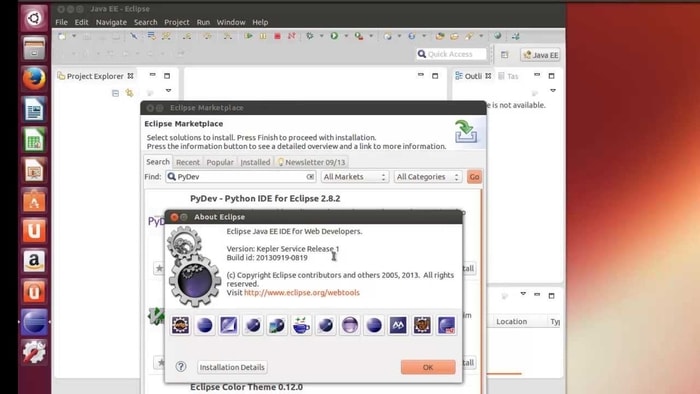 Java EE - Eclipse
File Edit Navigate Search Project Run Window Help
Quick Access
Java EE
Project Explorer
Outli
Tas
e is not available.
Eclipse Marketplace
Eclipse Marketplace
Select solutions to install. Press Finish to proceed with installation.
Press the information button to see a detailed overview and a link to more information.
Search Recent Popular Installed Newsletter 09/13
Find: PyDev All Markets All Categories Go
PyDev - Python IDE for Eclipse 2.8.2
PyD
About Eclipse
Eclipse Java EE IDE for Web Developers.
Version: Kepler Service Release 1
Build id: 20130919-0819
(c) Copyright Eclipse contributors and others 2005, 2013. All rights
reserved.
Visit http://www.eclipse.org/webtools
tall
im
Location Ty
Installation Details
OK
tall
Eclipse Color Theme 0.12.0